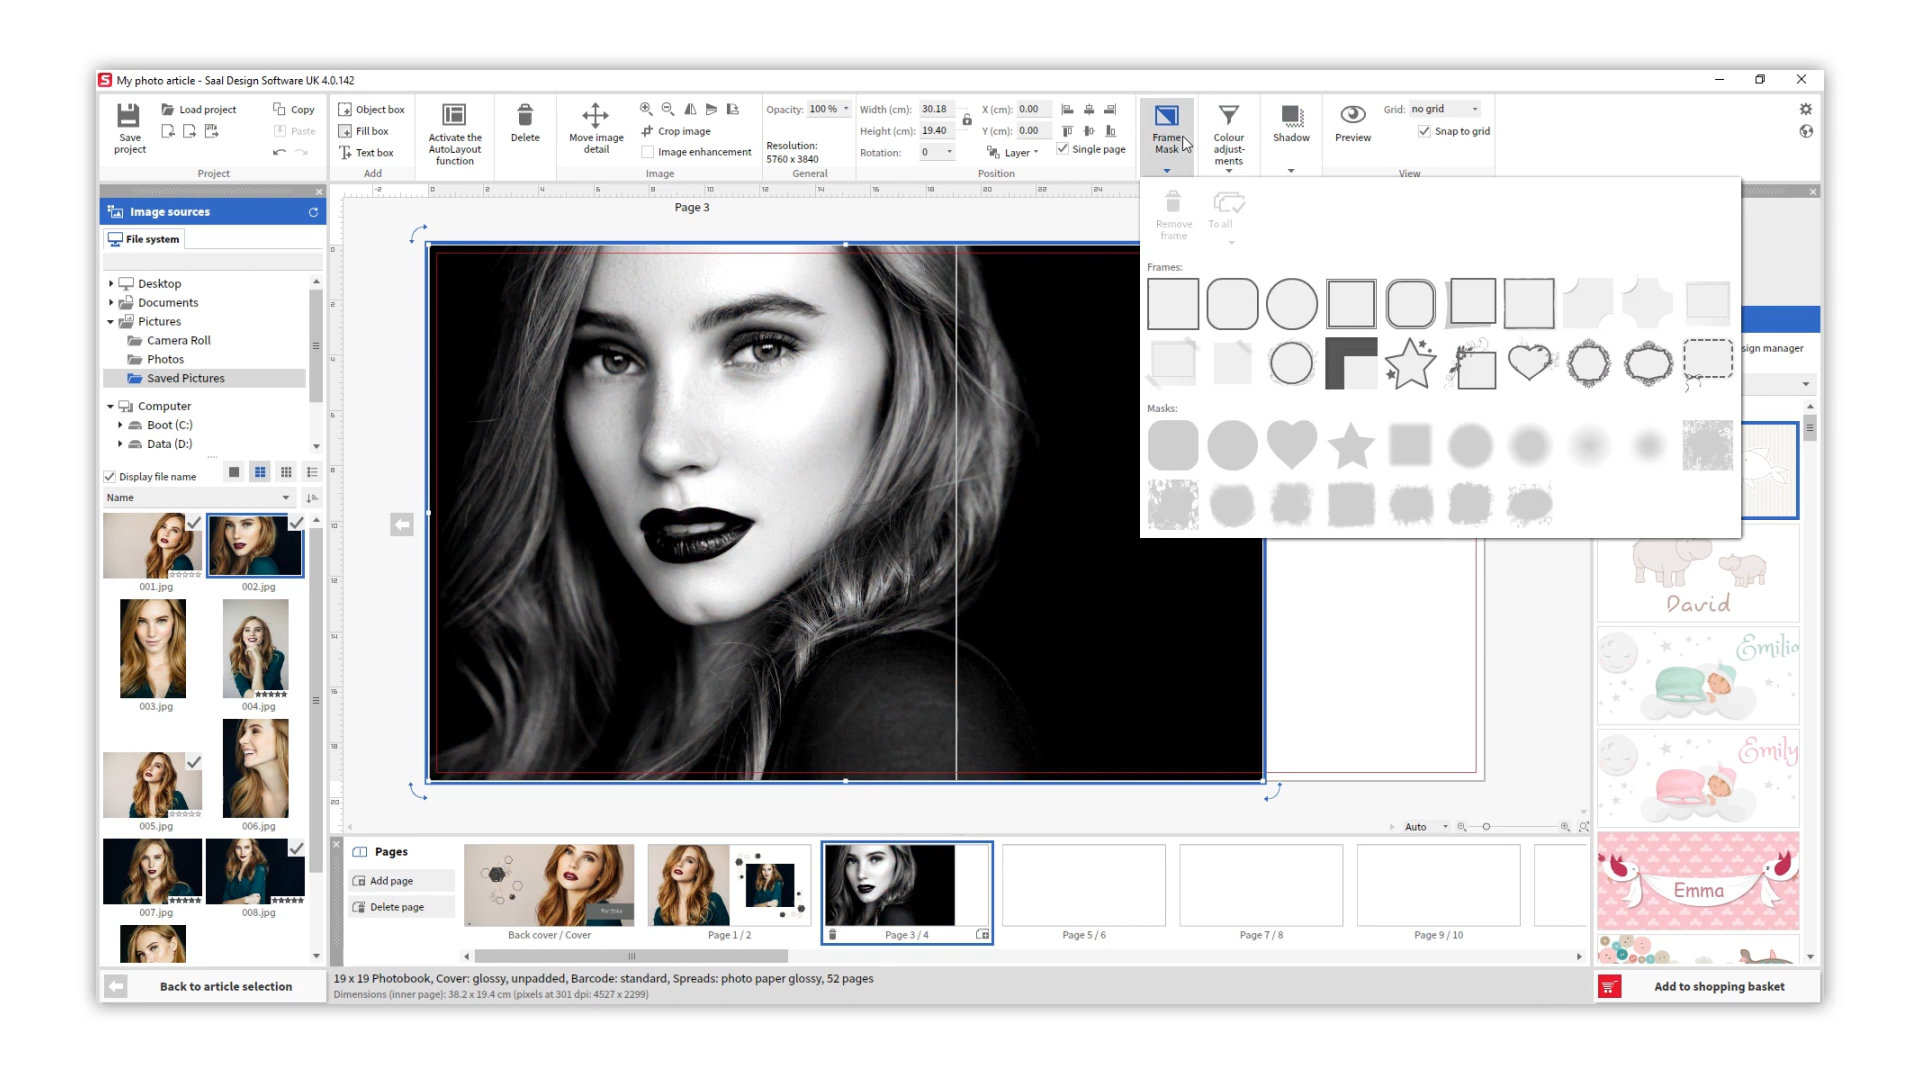 My photo article - Saal Design Software UK 4.0.142
Save project
Load project
Copy
Paste
Project
Object box
Fill box
Text box
Add
Activate the AutoLayout function
Delete
Move image detail
Crop image
Image enhancement
Image
Opacity: 100 %
Resolution:
5760 x 3840
General
Width (cm): 30.18
Height (cm): 19.40
Rotation: 0
X (cm): 0.00
Y (cm): 0.00
Layer
Single page
Position
Frame
Mask
Colour adjust-
ments
Shadow
Preview
Grid: no grid
Snap to grid
View
Image sources
File system
Desktop
Documents
Pictures
Camera Roll
Photos
Saved Pictures
Computer
Boot (C:)
Data (D:)
Display file name
Name
001.jpg
002.jpg
003.jpg
004.jpg
005.jpg
006.jpg
007.jpg
008.jpg
Back to article selection
Page 3
Remove frame
To all
Frames:
Masks:
sign manager
David
Emilio
Emily
Emma
Auto
Pages
Add page
Delete page
Back cover / Cover
Page 1 / 2
Page 3 / 4
Page 5 / 6
Page 7 / 8
Page 9 / 10
19 x 19 Photobook, Cover: glossy, unpadded, Barcode: standard, Spreads: photo paper glossy, 52 pages
Dimensions (inner page): 38.2 x 19.4 cm (pixels at 301 dpi: 4527 x 2299)
Add to shopping basket